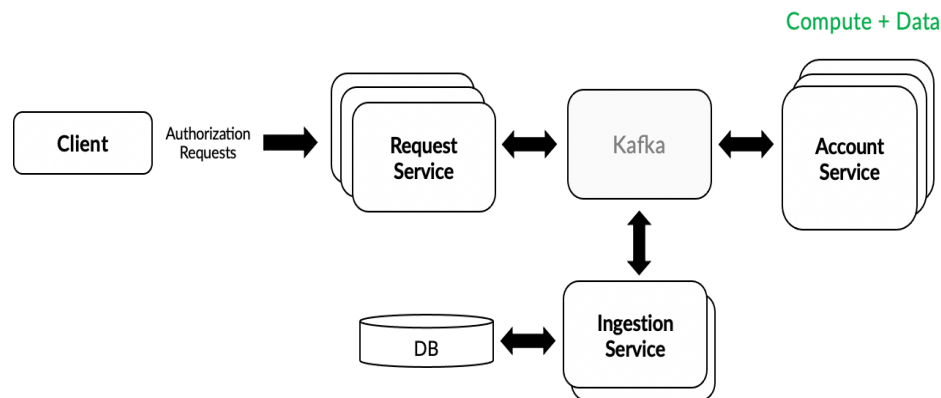 Compute + Data
Client
Authorization
Requests
Request
Service
Kafka
Account
Service
Ingestion
Service
DB